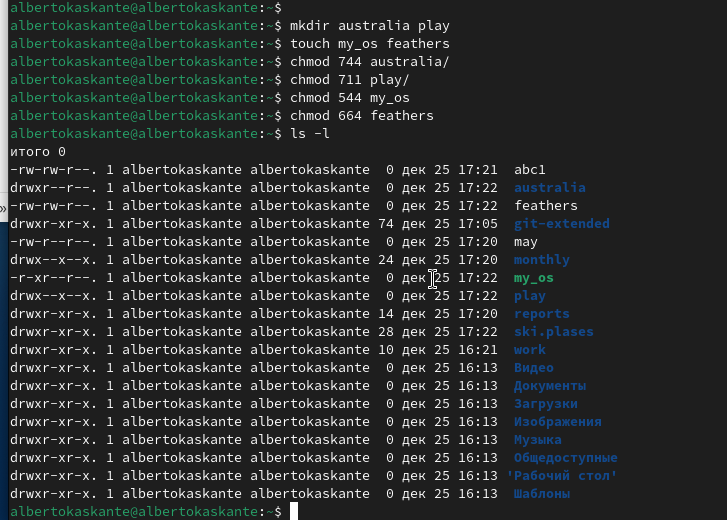 albertokaskante@albertokaskante:~$
albertokaskante@albertokaskante:~$ mkdir australia play
albertokaskante@albertokaskante:~$ touch my_os feathers
albertokaskante@albertokaskante:~$ chmod 744 australia/
albertokaskante@albertokaskante:~$ chmod 711 play/
albertokaskante@albertokaskante:~$ chmod 544 my_os
albertokaskante@albertokaskante:~$ chmod 664 feathers
albertokaskante@albertokaskante:~$ ls -l
итого 0
-rw-rw-r--. 1 albertokaskante albertokaskante  0 дек 25 17:21  abc1
drwxr--r--. 1 albertokaskante albertokaskante  0 дек 25 17:22  australia
-rw-rw-r--. 1 albertokaskante albertokaskante  0 дек 25 17:22  feathers
drwxr-xr-x. 1 albertokaskante albertokaskante 74 дек 25 17:05  git-extended
-rw-r--r--. 1 albertokaskante albertokaskante  0 дек 25 17:20  may
drwx--x--x. 1 albertokaskante albertokaskante 24 дек 25 17:20  monthly
-r-xr--r--. 1 albertokaskante albertokaskante  0 дек 25 17:22  my_os
drwx--x--x. 1 albertokaskante albertokaskante  0 дек 25 17:22  play
drwxr-xr-x. 1 albertokaskante albertokaskante 14 дек 25 17:20  reports
drwxr-xr-x. 1 albertokaskante albertokaskante 28 дек 25 17:22  ski.plases
drwxr-xr-x. 1 albertokaskante albertokaskante 10 дек 25 16:21  work
drwxr-xr-x. 1 albertokaskante albertokaskante  0 дек 25 16:13  Видео
drwxr-xr-x. 1 albertokaskante albertokaskante  0 дек 25 16:13  Документы
drwxr-xr-x. 1 albertokaskante albertokaskante  0 дек 25 16:13  Загрузки
drwxr-xr-x. 1 albertokaskante albertokaskante  0 дек 25 16:13  Изображения
drwxr-xr-x. 1 albertokaskante albertokaskante  0 дек 25 16:13  Музыка
drwxr-xr-x. 1 albertokaskante albertokaskante  0 дек 25 16:13  Общедоступные
drwxr-xr-x. 1 albertokaskante albertokaskante  0 дек 25 16:13 'Рабочий стол'
drwxr-xr-x. 1 albertokaskante albertokaskante  0 дек 25 16:13  Шаблоны
albertokaskante@albertokaskante:~$